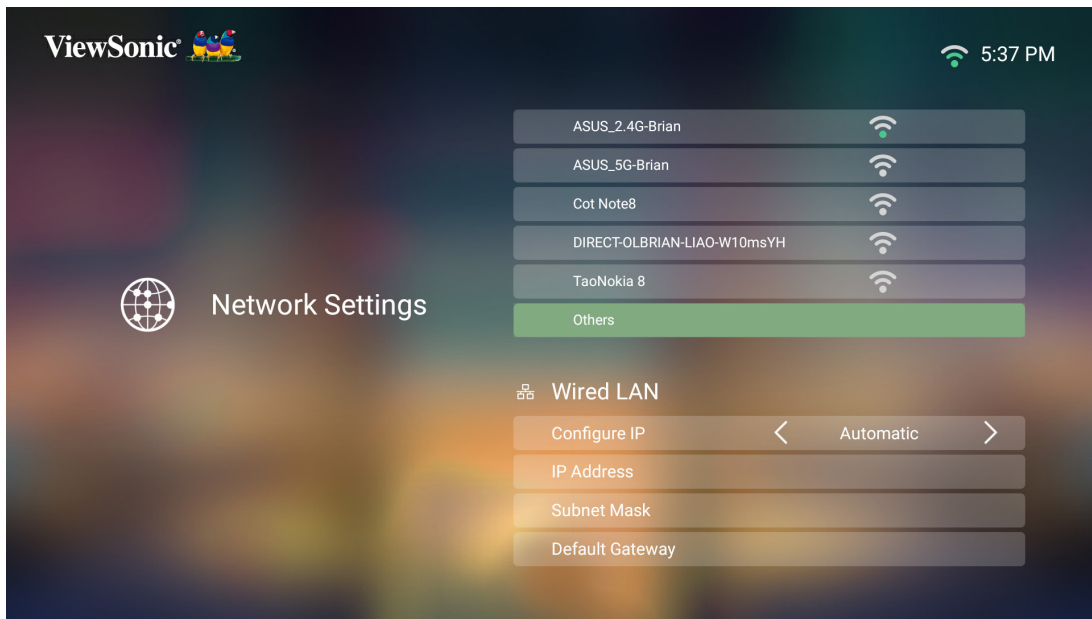 ViewSonic
5:37 PM
ASUS_2.4G-Brian
ASUS_5G-Brian
Cot Note8
DIRECT-OLBRIAN-LIAO-W10msYH
TaoNokia 8
Others
Network Settings
Wired LAN
Configure IP < Automatic >
IP Address
Subnet Mask
Default Gateway